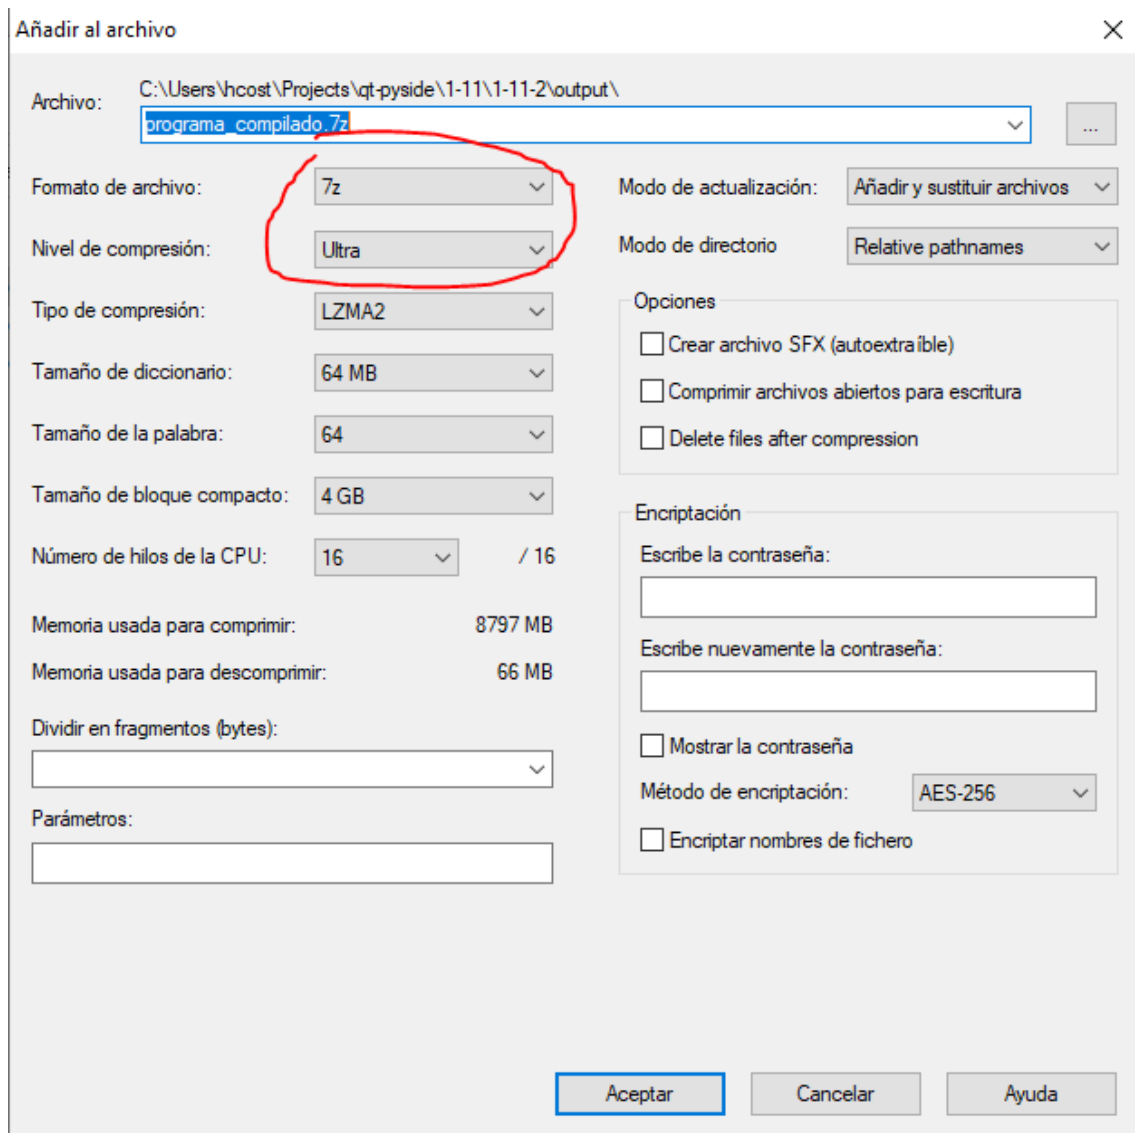 Añadir al archivo
C:\Users\hcost\Projects\qt-pyside\1-11\1-11-2\output\
Archivo:
programa_compilado.7z
...
Formato de archivo: 7z
Nivel de compresión: Ultra
Tipo de compresión: LZMA2
Tamaño de diccionario: 64 MB
Tamaño de la palabra: 64
Tamaño de bloque compacto: 4 GB
Número de hilos de la CPU: 16 / 16
Memoria usada para comprimir: 8797 MB
Memoria usada para descomprimir: 66 MB
Dividir en fragmentos (bytes):
Parámetros:
Modo de actualización: Añadir y sustituir archivos
Modo de directorio Relative pathnames
Opciones
Crear archivo SFX (autoextraíble)
Comprimir archivos abiertos para escritura
Delete files after compression
Encriptación
Escribe la contraseña:
Escribe nuevamente la contraseña:
Mostrar la contraseña
Método de encriptación: AES-256
Encriptar nombres de fichero
Aceptar Cancelar Ayuda